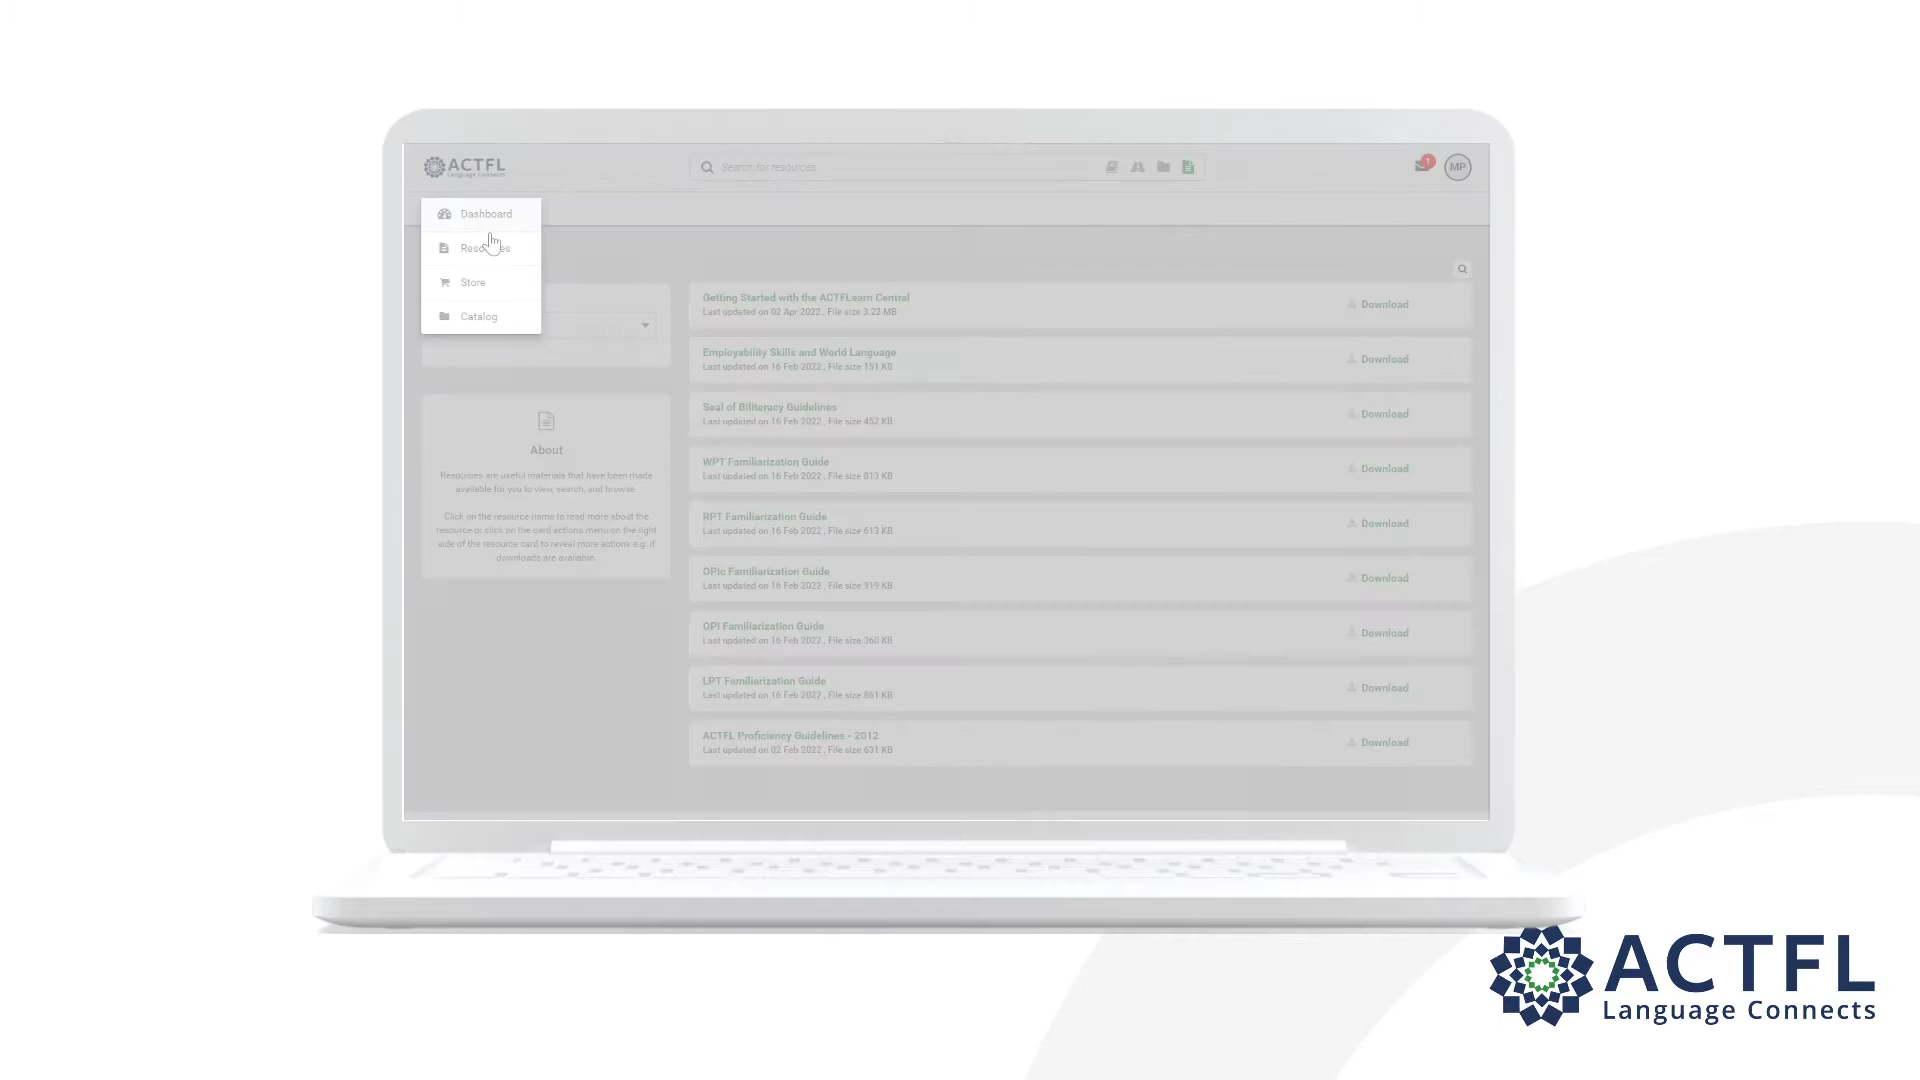 ACTFL
Language Connects
Search for resources
1
MP
Dashboard
Resources
Store
Catalog
About
Resources are useful materials that have been made
available for you to view, search, and browse
Click on the resource name to read more about the
resource or click on the card actions menu on the right
side of the resource card to reveal more actions e.g. if
downloads are available.
Getting Started with the ACTFLearn Central
Last updated on 02 Apr 2022 , File size 3.22 MB
Download
Employability Skills and World Language
Last updated on 16 Feb 2022 , File size 151 KB
Download
Seal of Biliteracy Guidelines
Last updated on 16 Feb 2022 , File size 452 KB
Download
WPT Familiarization Guide
Last updated on 16 Feb 2022 , File size 813 KB
Download
RPT Familiarization Guide
Last updated on 16 Feb 2022 , File size 613 KB
Download
OPIc Familiarization Guide
Last updated on 16 Feb 2022 , File size 919 KB
Download
OPI Familiarization Guide
Last updated on 16 Feb 2022 , File size 360 KB
Download
LPT Familiarization Guide
Last updated on 16 Feb 2022 , File size 861 KB
Download
ACTFL Proficiency Guidelines - 2012
Last updated on 02 Feb 2022 , File size 631 KB
Download
ACTFL
Language Connects